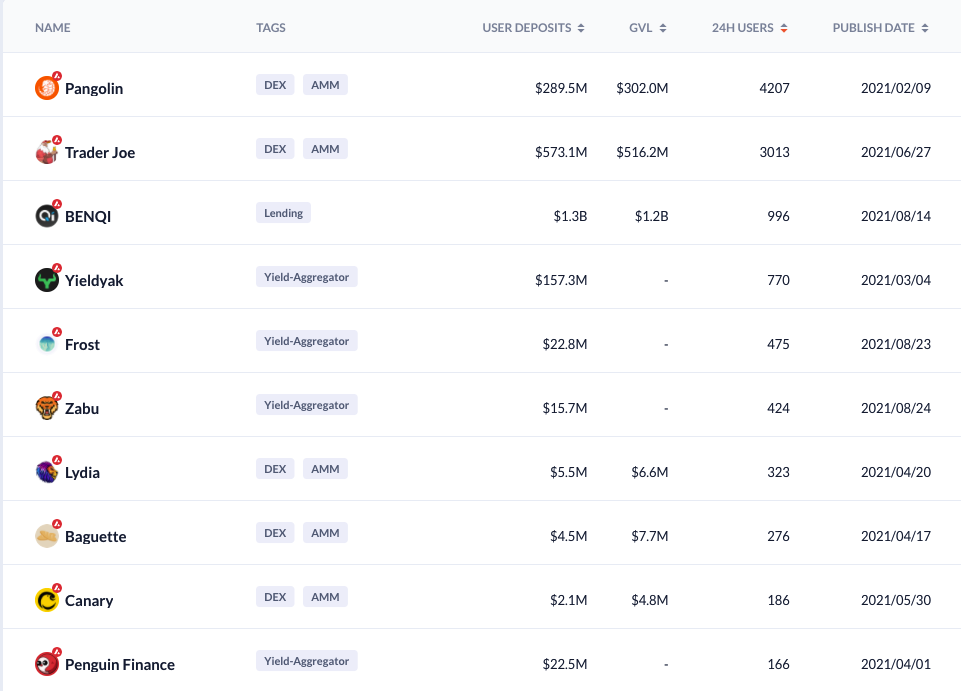 NAME TAGS USER DEPOSITS GVL 24H USERS PUBLISH DATE
Pangolin DEX AMM $289.5M $302.0M 4207 2021/02/09
Trader Joe DEX AMM $573.1M $516.2M 3013 2021/06/27
BENQI Lending $1.3B $1.2B 996 2021/08/14
Yieldyak Yield-Aggregator $157.3M - 770 2021/03/04
Frost Yield-Aggregator $22.8M - 475 2021/08/23
Zabu Yield-Aggregator $15.7M - 424 2021/08/24
Lydia DEX AMM $5.5M $6.6M 323 2021/04/20
Baguette DEX AMM $4.5M $7.7M 276 2021/04/17
Canary DEX AMM $2.1M $4.8M 186 2021/05/30
Penguin Finance Yield-Aggregator $22.5M - 166 2021/04/01